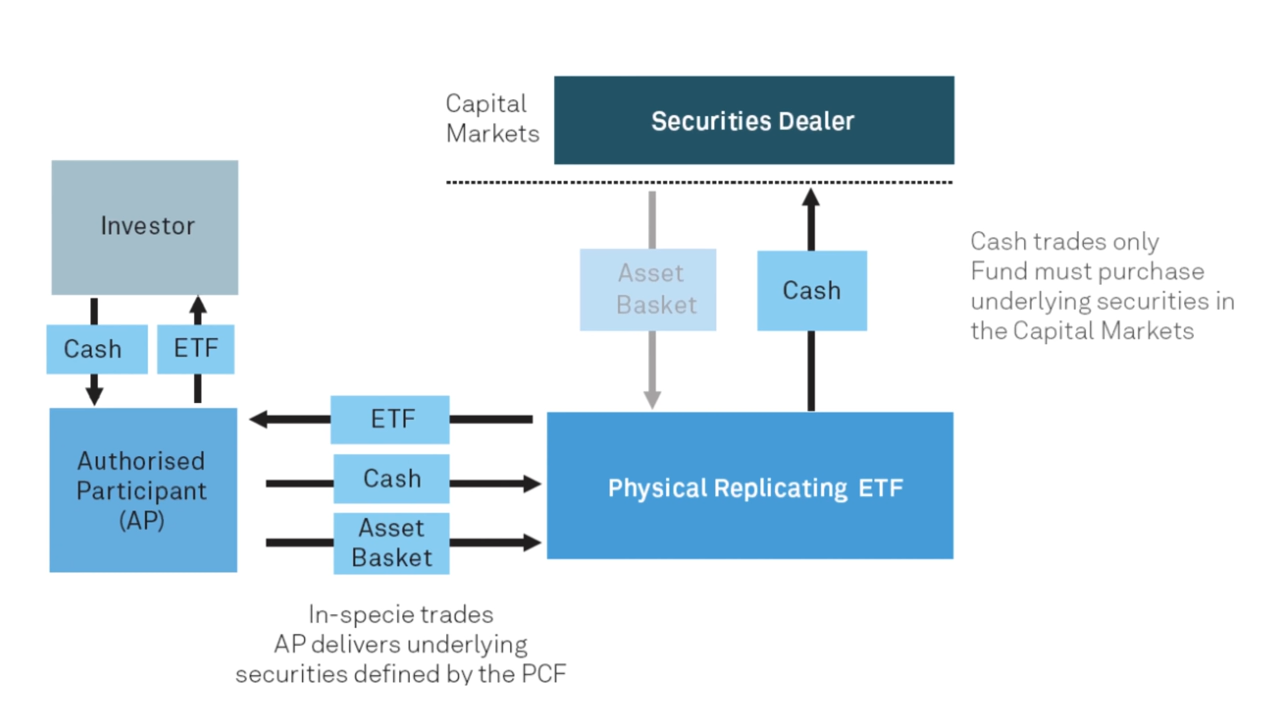 Capital
Markets
Securities Dealer
Investor
Cash trades only
Fund must purchase
underlying securities in
the Capital Markets
Asset
Basket
Cash
Cash
ETF
ETF
Authorised
Participant
(AP)
Cash
Physical Replicating ETF
Asset
Basket
In-specie trades
AP delivers underlying
securities defined by the PCF